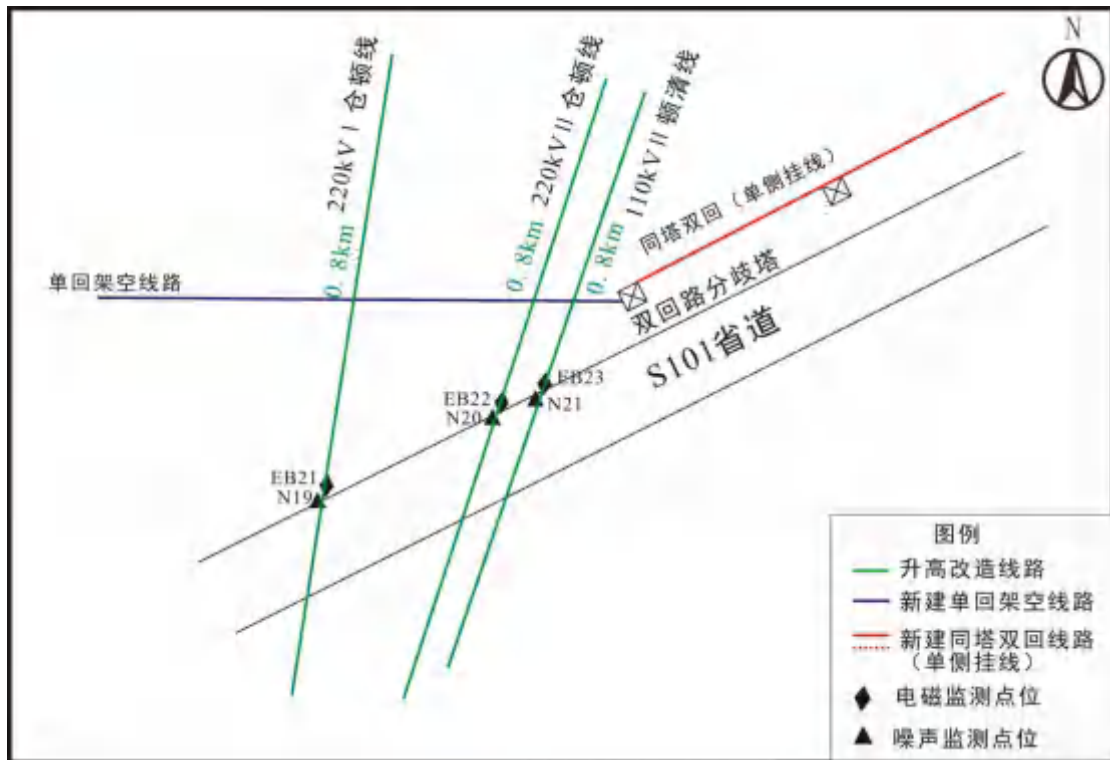 N
0. 8km 220kV I 仓顿线
0. 8km 220kV II 仓顿线
0. 8km 110kV II 顿清线
同塔双回（单侧挂线）
单回架空线路
双回路分歧塔
S101省道
EB23
EB22
N21
N20
EB21
N19
图例
升高改造线路
新建单回架空线路
新建同塔双回线路
（单侧挂线）
电磁监测点位
噪声监测点位